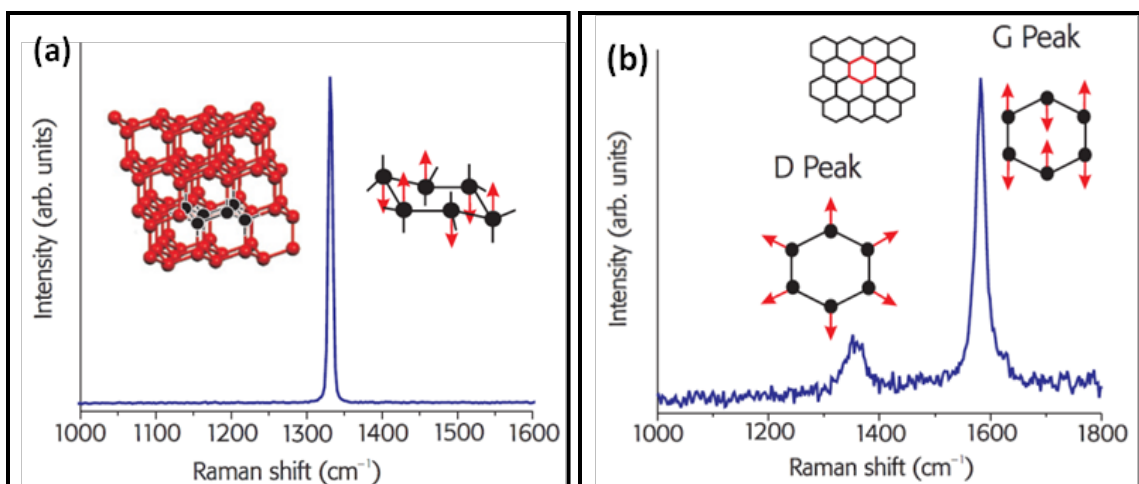 (a)
Intensity (arb. units)
1000 1100 1200 1300 1400 1500 1600
Raman shift (cm⁻¹)
(b)
G Peak
D Peak
Intensity (arb. units)
1000 1200 1400 1600 1800
Raman shift (cm⁻¹)